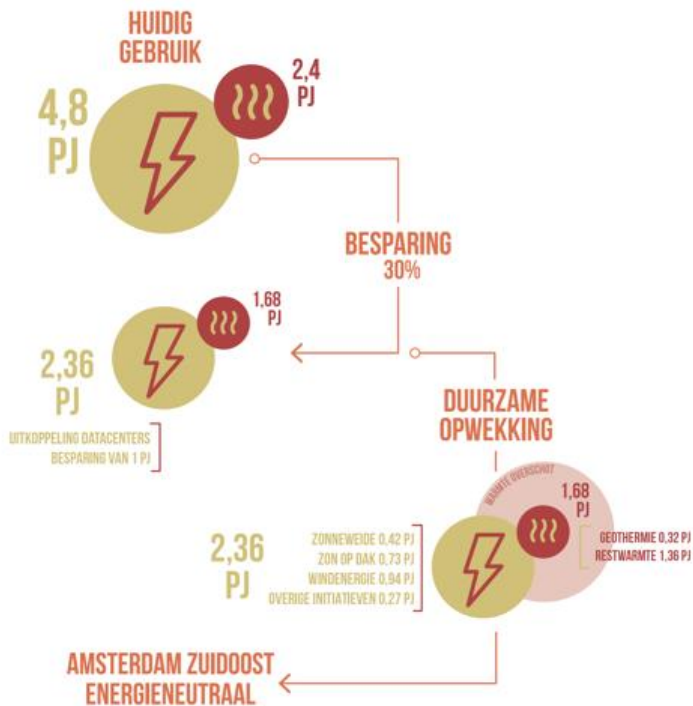 HUIDIG
GEBRUIK
4,8
PJ
2,4
PJ
BESPARING
30%
1,68
PJ
2,36
PJ
UITKOPPELING DATACENTERS
BESPARING VAN 1 PJ
DUURZAME
OPWEKKING
WARMTE OVERSCHOT
1,68
PJ
2,36
PJ
ZONNEWEIDE 0,42 PJ
ZON OP DAK 0,73 PJ
WINDENERGIE 0,94 PJ
OVERIGE INITIATIEVEN 0,27 PJ
GEOTHERMIE 0,32 PJ
RESTWARMTE 1,36 PJ
AMSTERDAM ZUIDOOST
ENERGIENEUTRAAL